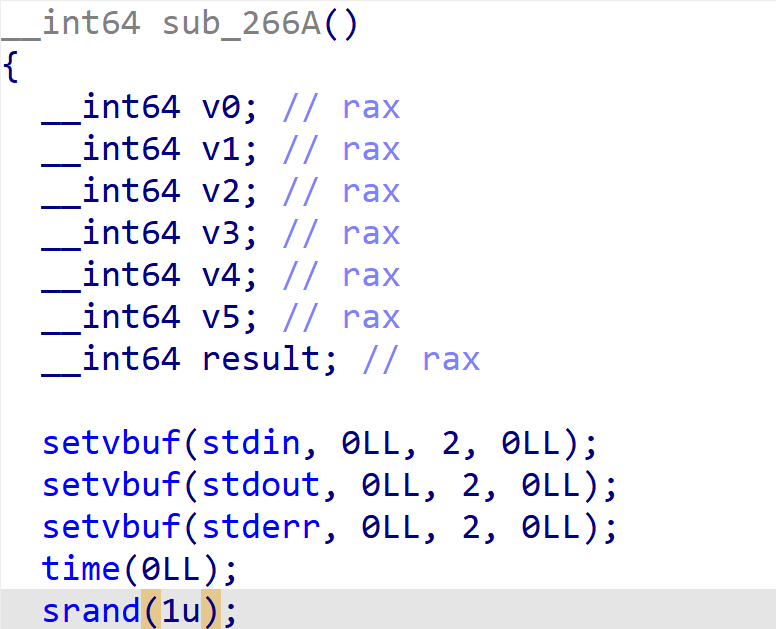 __int64 sub_266A()
{
__int64 v0; // rax
__int64 v1; // rax
__int64 v2; // rax
__int64 v3; // rax
__int64 v4; // rax
__int64 v5; // rax
__int64 result; // rax
setvbuf(stdin, 0LL, 2, 0LL);
setvbuf(stdout, 0LL, 2, 0LL);
setvbuf(stderr, 0LL, 2, 0LL);
time(0LL);
srand(1u);